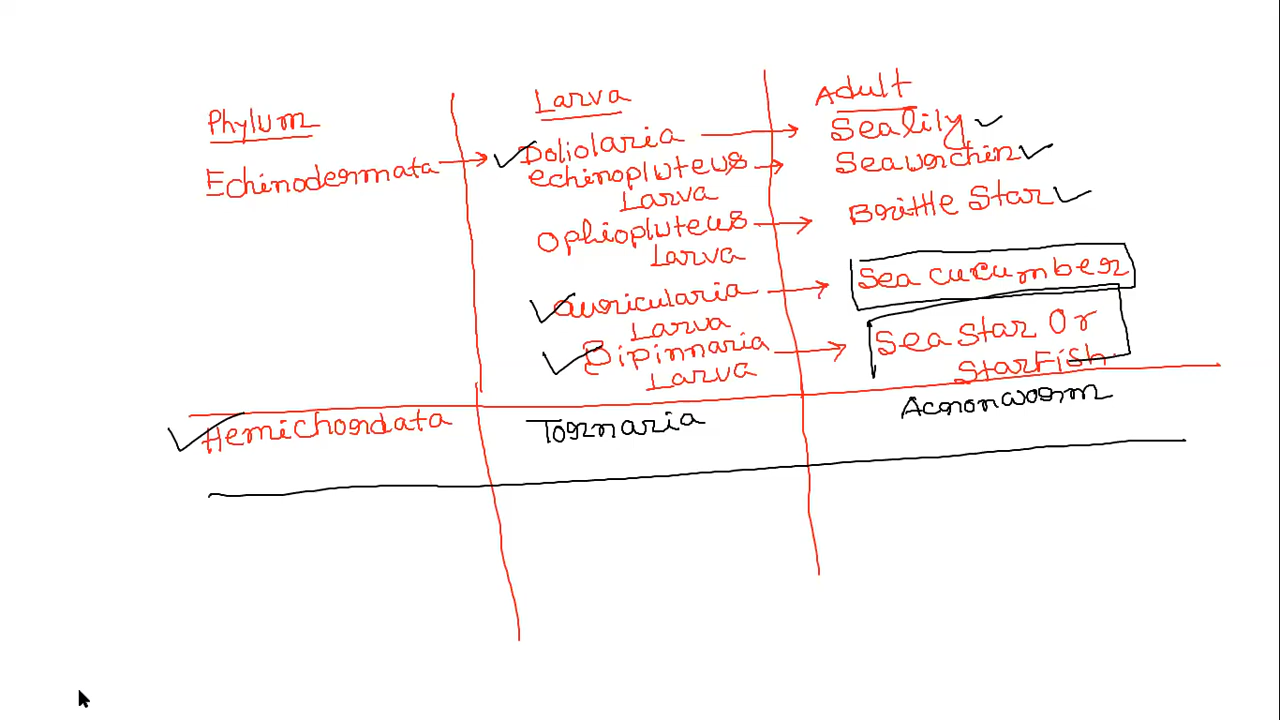 Phylum Larva Adult
Echinodermata → Doliolaria → Sealily
echinopluteus → Seaurchin
Larva
Ophiopluteus → Brittle Star
Larva
Auricularia → Sea cucumber
Larva
Bipinnaria → Sea Star Or
Larva StarFish.
Hemichordata Tornaria Acronworm